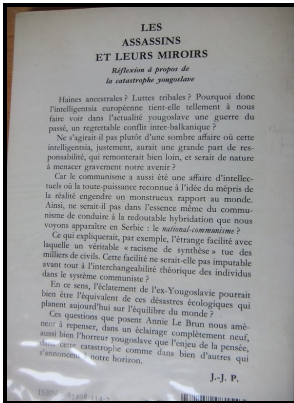 LES
ASSASSINS
ET LEURS MIROIRS
Réflexion à propos de
la catastrophe yougoslave
Haines ancestrales ? Luttes tribales ? Pourquoi donc
l'intelligentsia européenne tient-elle tellement à nous
faire voir dans l'actualité yougoslave une guerre du
passé, un regrettable conflit inter-balkanique ?
Ne s'agirait-il pas plutôt d'une sombre affaire où cette
intelligentsia, justement, aurait une grande part de res-
ponsabilité, qui remonterait bien loin, et serait de nature
à menacer gravement notre avenir ?
Car le communisme a aussi été une affaire d'intellec-
tuels où la toute-puissance reconnue à l'idée du mépris de
la réalité engendre un monstrueux rapport au monde.
Ainsi, ne serait-il pas dans l'essence même du commu-
nisme de conduire à la redoutable hybridation que nous
voyons apparaître en Serbie : le national-communisme ?
Ce qui expliquerait, par exemple, l'étrange facilité avec
laquelle un véritable « racisme de synthèse » tue des
milliers de civils. Cette facilité ne serait-elle pas imputable
avant tout à l'interchangeabilité théorique des individus
dans le système communiste ?
En ce sens, l'éclatement de l'ex-Yougoslavie pourrait
bien être l'équivalent de ces désastres écologiques qui
planent aujourd'hui sur l'équilibre du monde ?
Ces questions que posent Annie Le Brun nous amè-
nent à repenser, dans un éclairage complètement neuf,
aussi bien l'horreur yougoslave que l'enjeu de la pensée,
dans cette catastrophe comme dans bien d'autres qui
s'annoncent à notre horizon.
J.-J. P.
ISBN